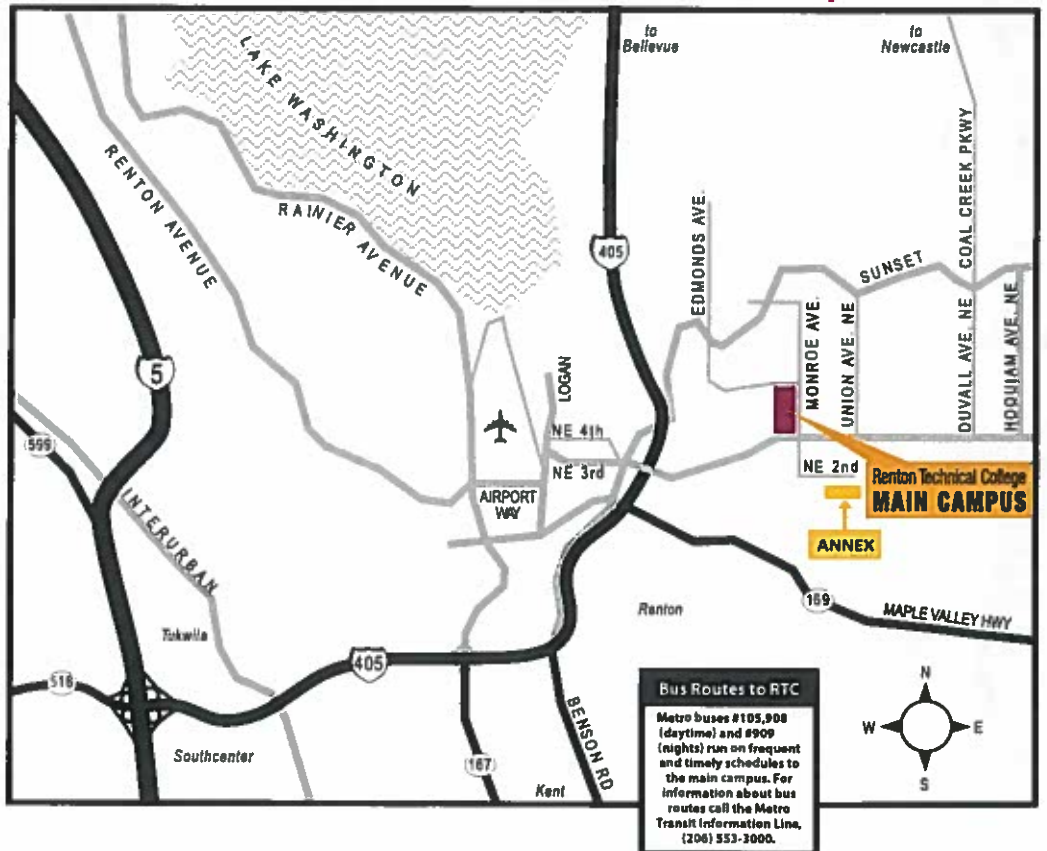 to
Bellevue
to
Newcastle
LAKE WASHINGTON
RENTON AVENUE
RAINIER AVENUE
405
EDMONDS AVE.
SUNSET
COAL CREEK PKWY
MONROE AVE.
UNION AVE. NE
DUVALL AVE. NE
HOQUIAM AVE. NE
5
LOGAN
NE 4th
NE 3rd
599
AIRPORT
WAY
NE 2nd
Renton Technical College
MAIN CAMPUS
ANNEX
INTERURBAN
169
MAPLE VALLEY HWY
Renton
Tukwila
405
518
Southcenter
167
BENSON RD
Kent
Bus Routes to RTC
Metro buses #105,908
(daytime) and #909
(nights) run on frequent
and timely schedules to
the main campus. For
information about bus
routes call the Metro
Transit Information Line,
(206) 553-3000.
N
W
E
S